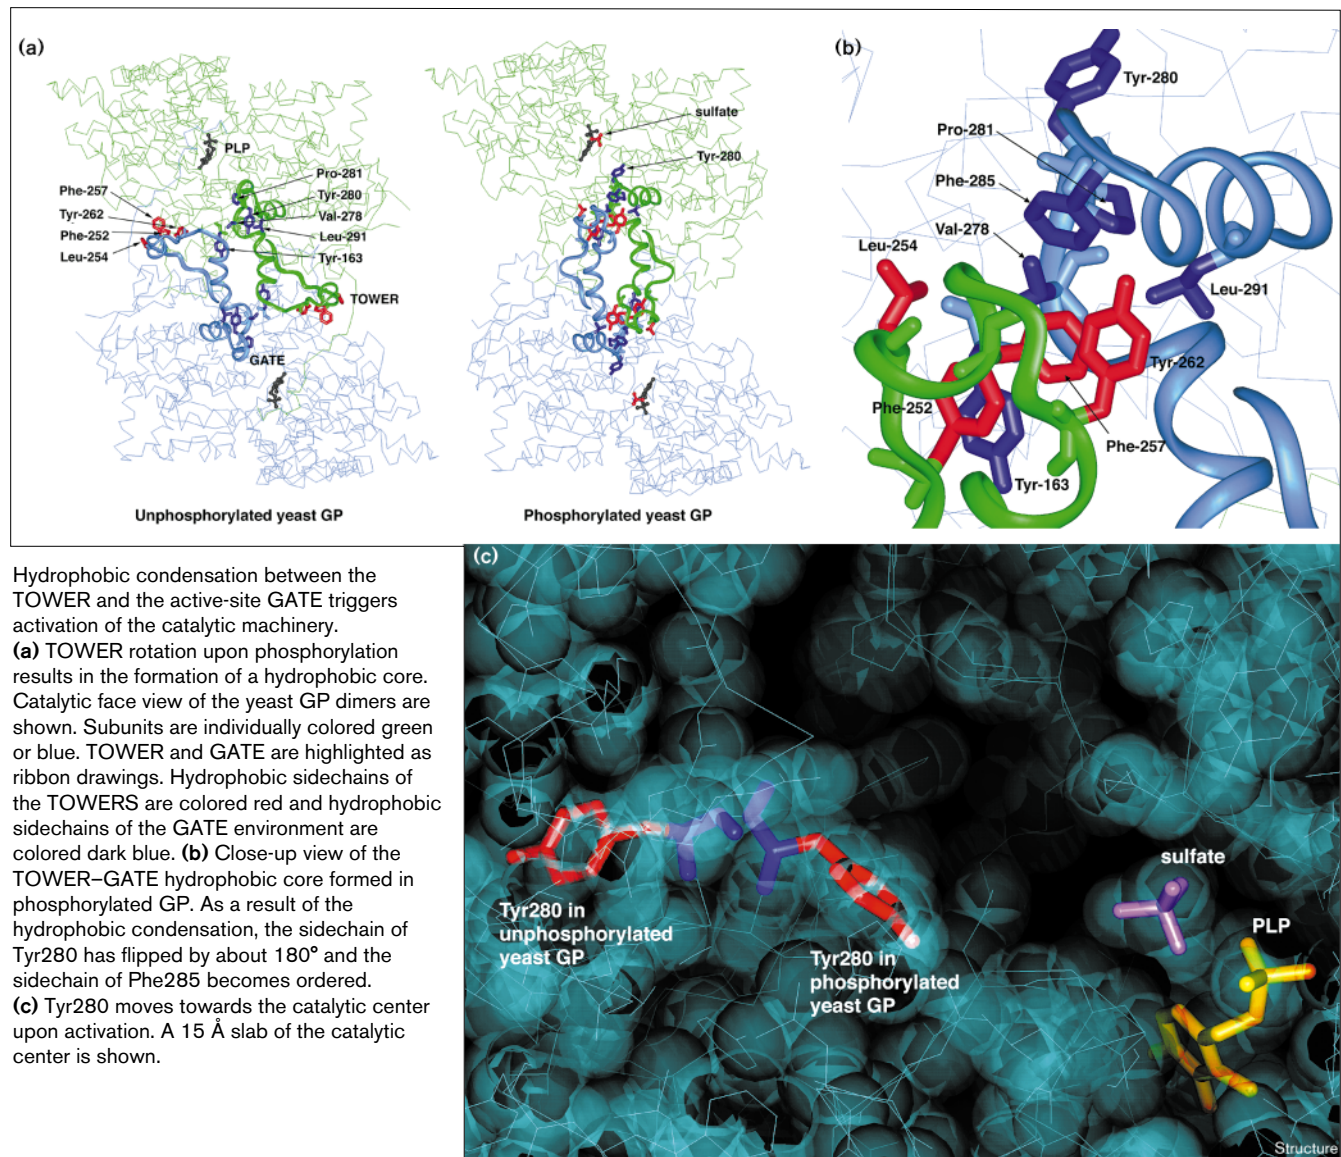 (a)
PLP
Pro-281
Phe-257
Tyr-280
Tyr-262
Val-278
Phe-252
Leu-291
Leu-254
Tyr-163
TOWER
GATE
Unphosphorylated yeast GP
sulfate
Tyr-280
Phosphorylated yeast GP
(b)
Tyr-280
Pro-281
Phe-285
Val-278
Leu-254
Leu-291
Tyr-262
Phe-252
Phe-257
Tyr-163
Hydrophobic condensation between the
TOWER and the active-site GATE triggers
activation of the catalytic machinery.
(a) TOWER rotation upon phosphorylation
results in the formation of a hydrophobic core.
Catalytic face view of the yeast GP dimers are
shown. Subunits are individually colored green
or blue. TOWER and GATE are highlighted as
ribbon drawings. Hydrophobic sidechains of
the TOWERS are colored red and hydrophobic
sidechains of the GATE environment are
colored dark blue. (b) Close-up view of the
TOWER–GATE hydrophobic core formed in
phosphorylated GP. As a result of the
hydrophobic condensation, the sidechain of
Tyr280 has flipped by about 180° and the
sidechain of Phe285 becomes ordered.
(c) Tyr280 moves towards the catalytic center
upon activation. A 15 Å slab of the catalytic
center is shown.
(c)
sulfate
PLP
Tyr280 in
unphosphorylated
yeast GP
Tyr280 in
phosphorylated
yeast GP
Structure